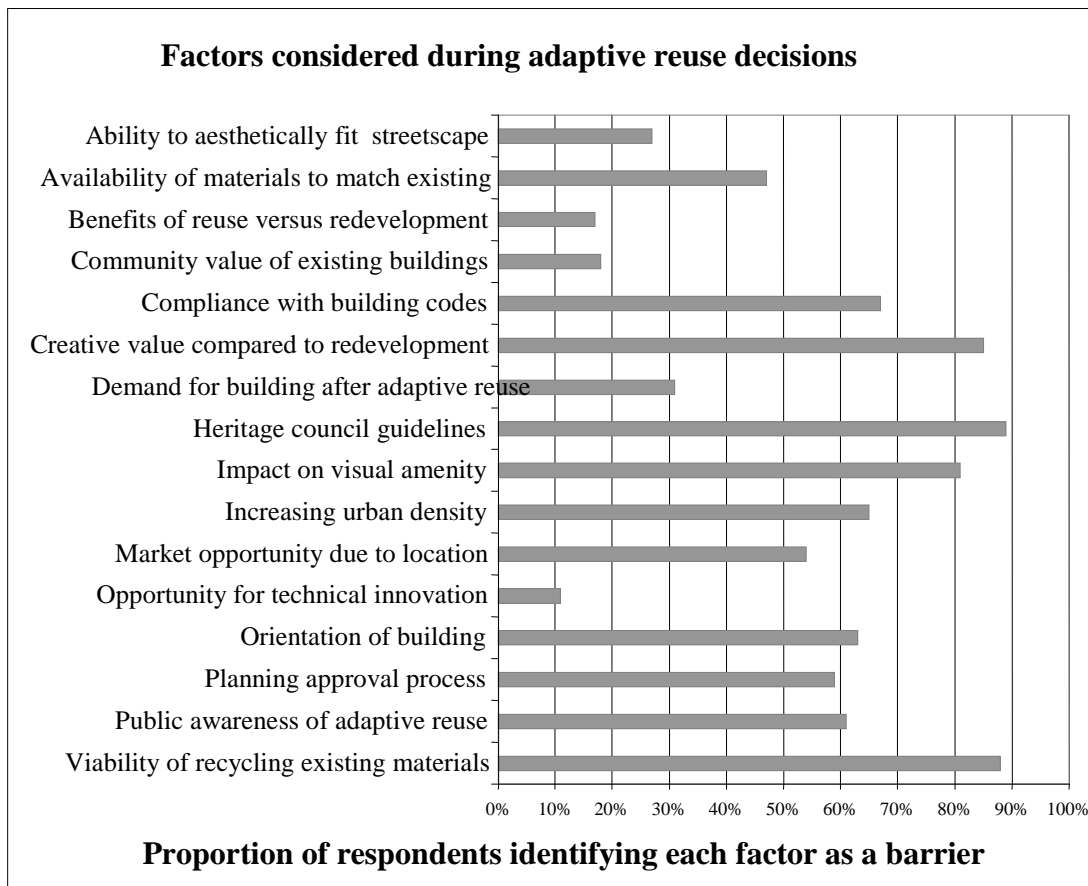 Factors considered during adaptive reuse decisions
Ability to aesthetically fit streetscape
Availability of materials to match existing
Benefits of reuse versus redevelopment
Community value of existing buildings
Compliance with building codes
Creative value compared to redevelopment
Demand for building after adaptive reuse
Heritage council guidelines
Impact on visual amenity
Increasing urban density
Market opportunity due to location
Opportunity for technical innovation
Orientation of building
Planning approval process
Public awareness of adaptive reuse
Viability of recycling existing materials
0% 10% 20% 30% 40% 50% 60% 70% 80% 90% 100%
Proportion of respondents identifying each factor as a barrier